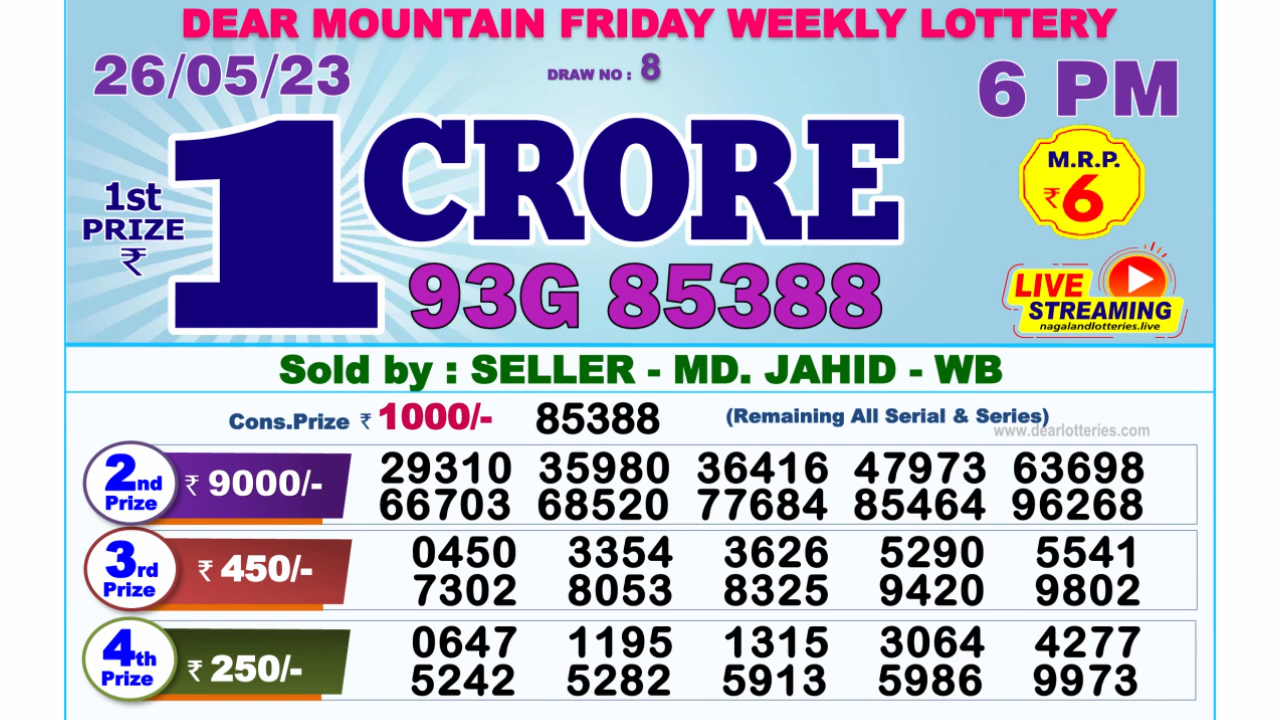 DEAR MOUNTAIN FRIDAY WEEKLY LOTTERY
26/05/23
DRAW NO : 8
6 PM
1st
PRIZE
₹
1 CRORE
93G 85388
M.R.P.
₹6
LIVE
STREAMING
nagalandlotteries.live
Sold by : SELLER - MD. JAHID - WB
Cons.Prize ₹ 1000/- 85388 (Remaining All Serial & Series)
www.dearlotteries.com
2nd Prize ₹ 9000/-
29310 35980 36416 47973 63698
66703 68520 77684 85464 96268
3rd Prize ₹ 450/-
0450 3354 3626 5290 5541
7302 8053 8325 9420 9802
4th Prize ₹ 250/-
0647 1195 1315 3064 4277
5242 5282 5913 5986 9973